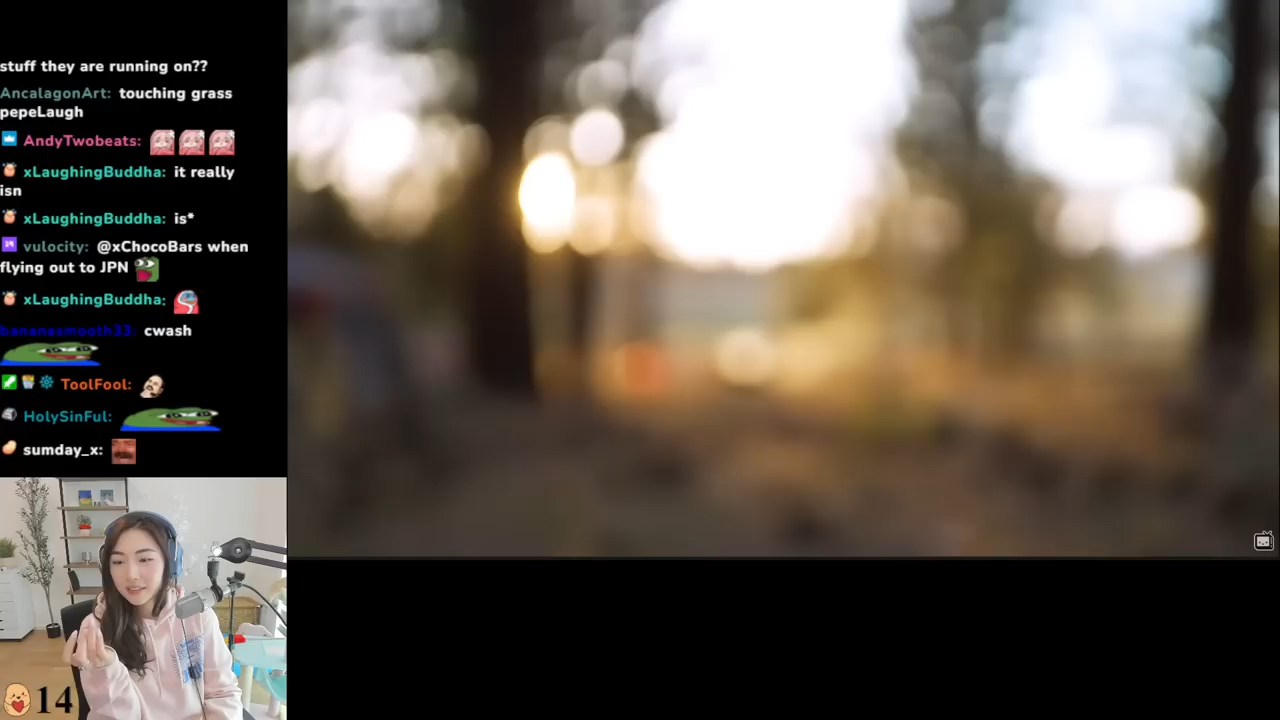 stuff they are running on??
AncalagonArt: touching grass
pepeLaugh
AndyTwobeats:
xLaughingBuddha: it really
isn
xLaughingBuddha: is*
vulocity: @xChocoBars when
flying out to JPN
xLaughingBuddha:
bananasmooth33: cwash
ToolFool:
HolySinFul:
sumday_x:
14